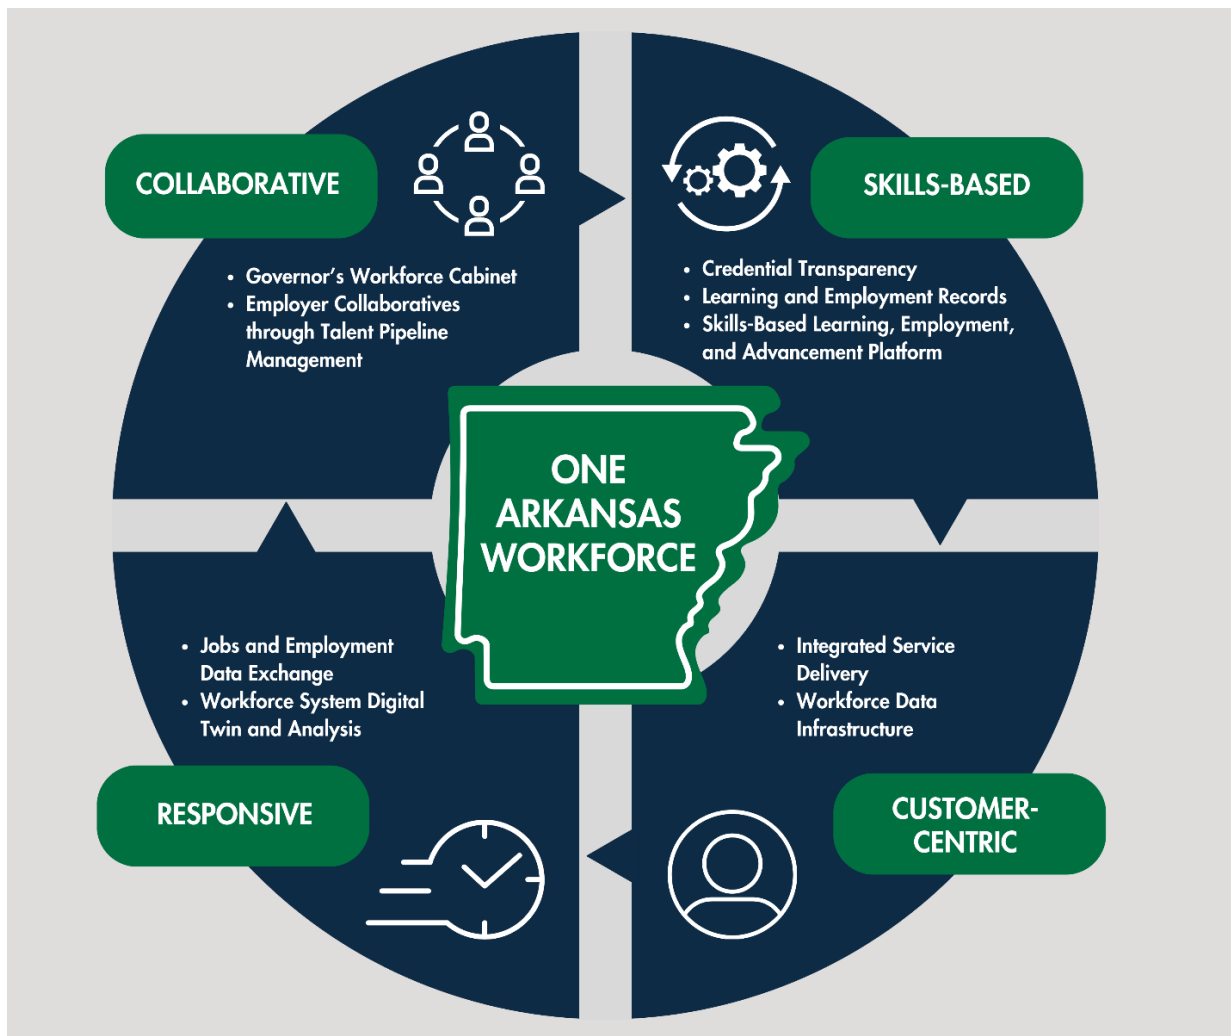 COLLABORATIVE
• Governor's Workforce Cabinet
• Employer Collaboratives
through Talent Pipeline
Management
SKILLS-BASED
• Credential Transparency
• Learning and Employment Records
• Skills-Based Learning, Employment,
and Advancement Platform
ONE
ARKANSAS
WORKFORCE
• Jobs and Employment
Data Exchange
• Workforce System Digital
Twin and Analysis
RESPONSIVE
• Integrated Service
Delivery
• Workforce Data
Infrastructure
CUSTOMER-
CENTRIC